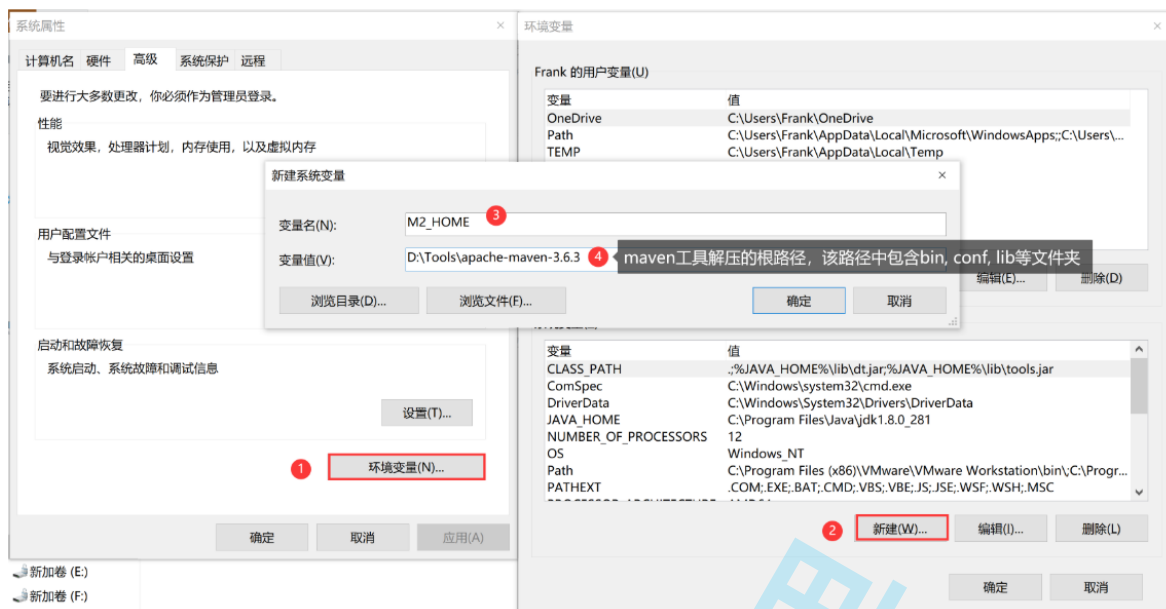 系统属性
计算机名 硬件 高级 系统保护 远程
要进行大多数更改，你必须作为管理员登录。
性能
视觉效果，处理器计划，内存使用，以及虚拟内存
用户配置文件
与登录帐户相关的桌面设置
启动和故障恢复
系统启动、系统故障和调试信息
设置(T)...
1 环境变量(N)...
确定 取消 应用(A)
新加卷 (E:)
新加卷 (F:)
环境变量
Frank 的用户变量(U)
变量 值
OneDrive C:\Users\Frank\OneDrive
Path C:\Users\Frank\AppData\Local\Microsoft\WindowsApps;;C:\Users\...
TEMP C:\Users\Frank\AppData\Local\Temp
编辑(E)... 删除(D)
新建系统变量
变量名(N): M2_HOME 3
变量值(V): D:\Tools\apache-maven-3.6.3 4 maven工具解压的根路径，该路径中包含bin, conf, lib等文件夹
浏览目录(D)... 浏览文件(F)... 确定 取消
变量 值
CLASS_PATH .;%JAVA_HOME%\lib\dt.jar;%JAVA_HOME%\lib\tools.jar
ComSpec C:\Windows\system32\cmd.exe
DriverData C:\Windows\System32\Drivers\DriverData
JAVA_HOME C:\Program Files\Java\jdk1.8.0_281
NUMBER_OF_PROCESSORS 12
OS Windows_NT
Path C:\Program Files (x86)\VMware\VMware Workstation\bin\;C:\Progr...
PATHEXT .COM;.EXE;.BAT;.CMD;.VBS;.VBE;.JS;.JSE;.WSF;.WSH;.MSC
2 新建(W)... 编辑(I)... 删除(L)
确定 取消